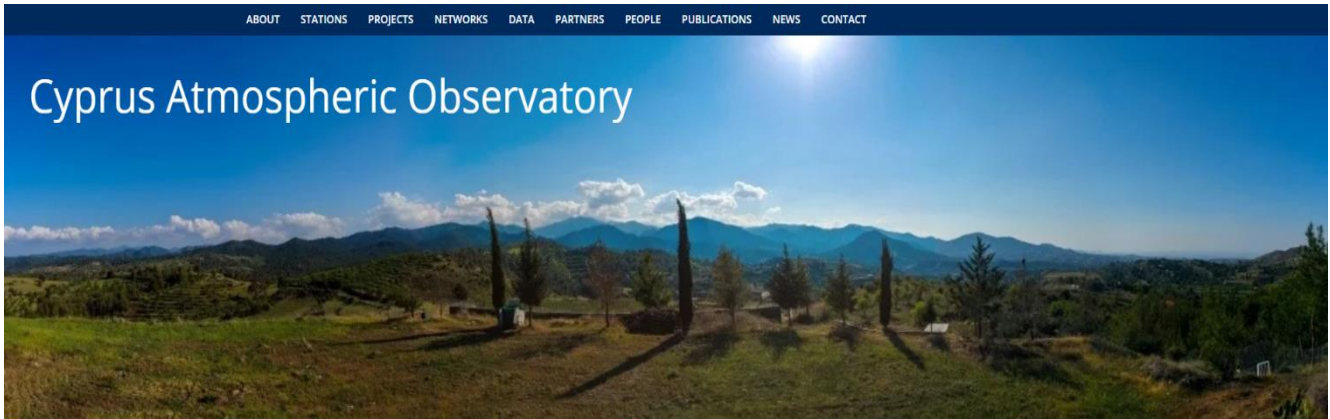 ABOUT STATIONS PROJECTS NETWORKS DATA PARTNERS PEOPLE PUBLICATIONS NEWS CONTACT
Cyprus Atmospheric Observatory